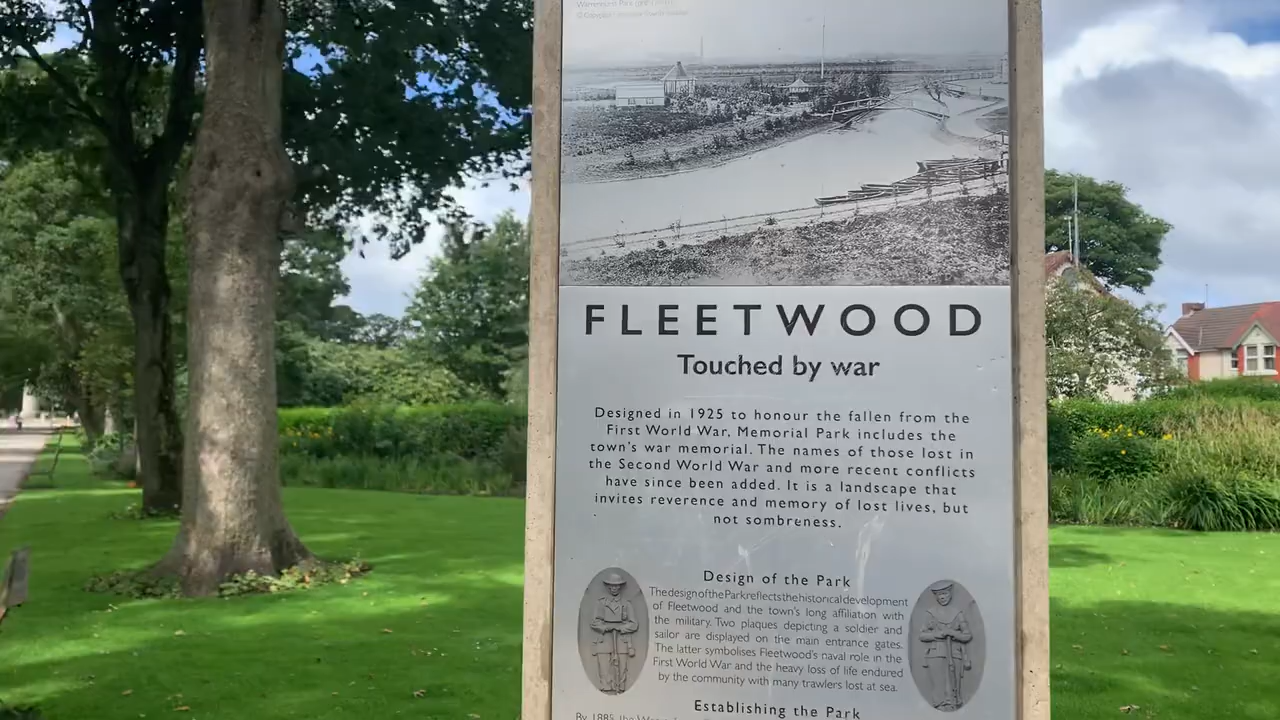 FLEETWOOD
Touched by war
Designed in 1925 to honour the fallen from the
First World War, Memorial Park includes the
town's war memorial. The names of those lost in
the Second World War and more recent conflicts
have since been added. It is a landscape that
invites reverence and memory of lost lives, but
not sombreness.
Design of the Park
The design of the Park reflects the historical development
of Fleetwood and the town's long affiliation with
the military. Two plaques depicting a soldier and
sailor are displayed on the main entrance gates.
The latter symbolises Fleetwood's naval role in the
First World War and the heavy loss of life endured
by the community with many trawlers lost at sea.
Establishing the Park
By 1885, the